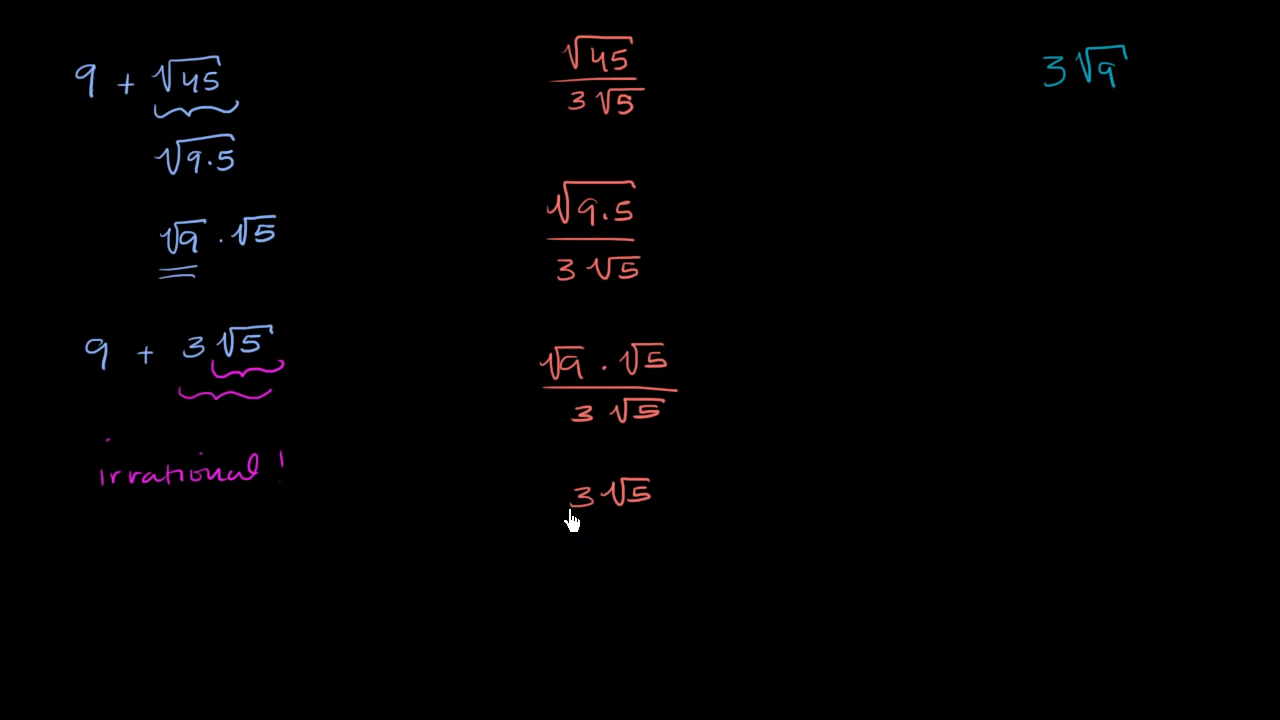 9 + √45
√9.5
√9 . √5
9 + 3√5
irrational!
√45
3√5
√9.5
3√5
√9 . √5
3√5
3√5
3√9